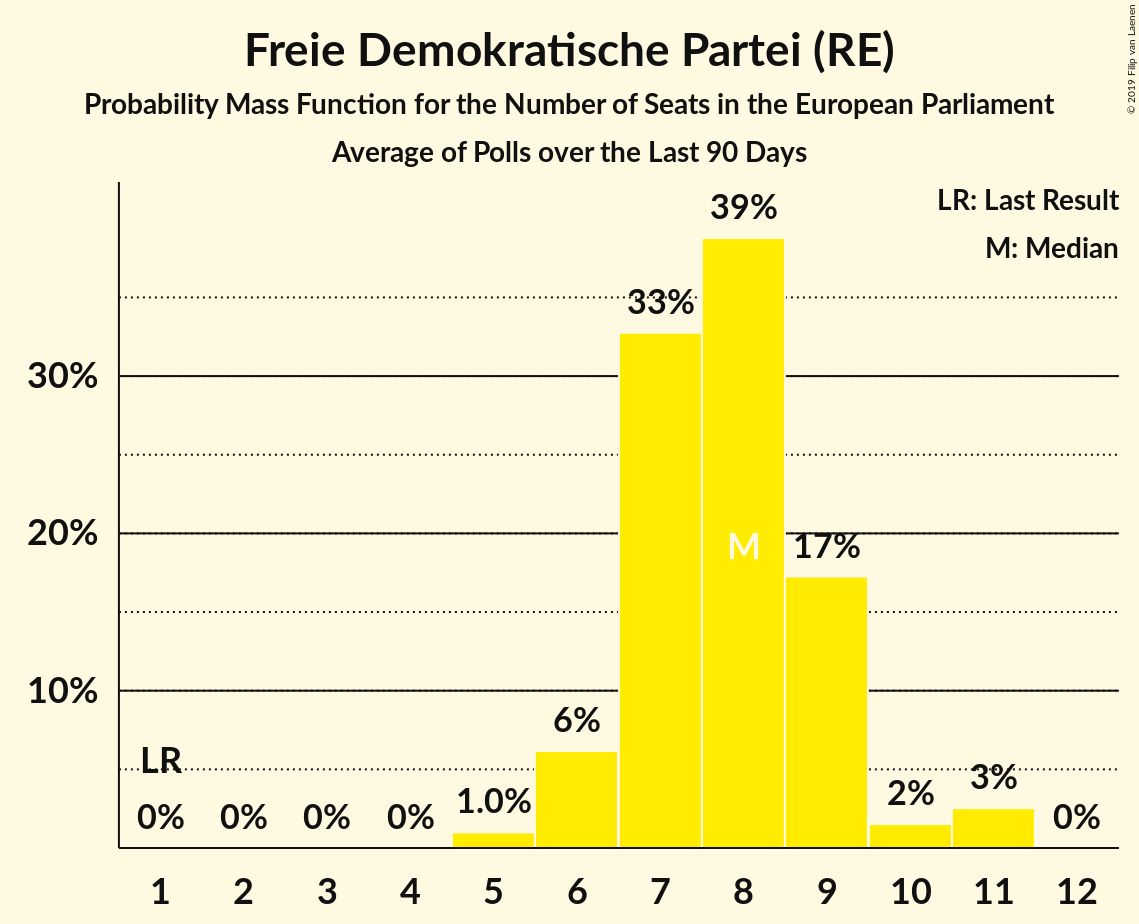 Freie Demokratische Partei (RE)
Probability Mass Function for the Number of Seats in the European Parliament
Average of Polls over the Last 90 Days
© 2019 Filip van Laenen
LR: Last Result
M: Median
39%
33%
30%
20%
M
17%
10%
6%
LR
3%
2%
1.0%
0%
0%
0%
0%
0%
1 2 3 4 5 6 7 8 9 10 11 12